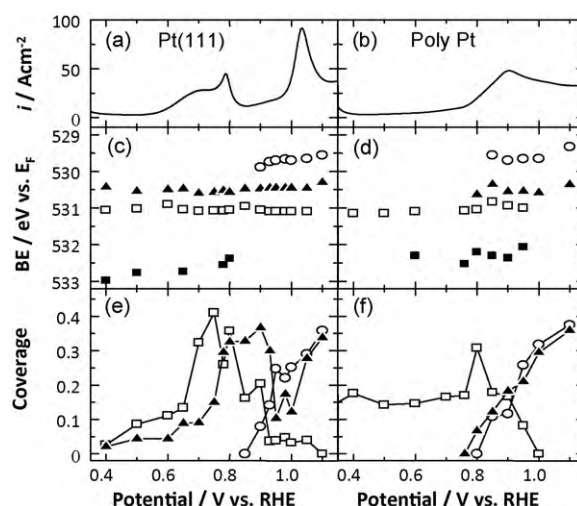 (a) Pt(111)
(b) Poly Pt
i / Acm-2
100
50
0
(c)
(d)
BE / eV vs. EF
529
530
531
532
533
(e)
(f)
Coverage
0.4
0.3
0.2
0.1
0
0.4 0.6 0.8 1.0
0.4 0.6 0.8 1.0
Potential / V vs. RHE
Potential / V vs. RHE